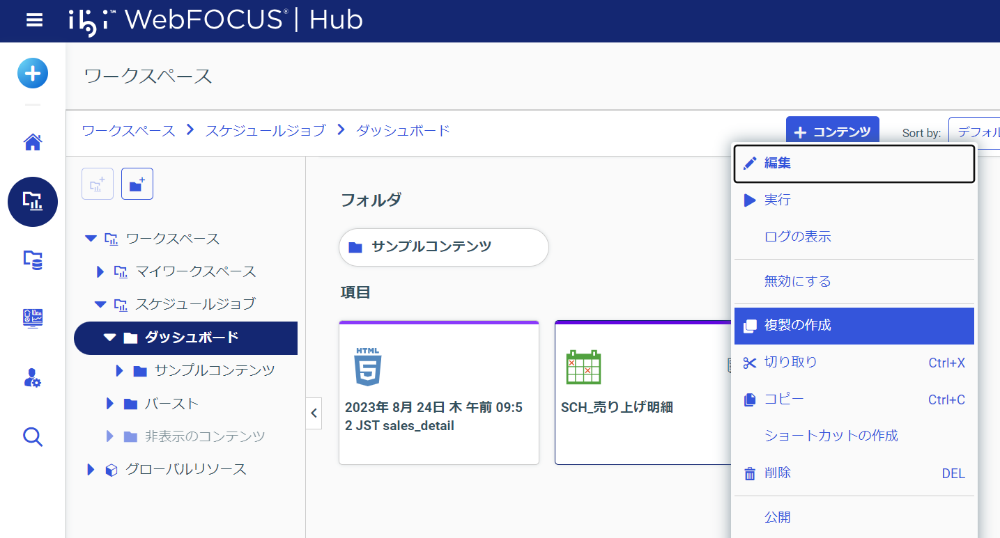 ibi™ WebFOCUS® | Hub
ワークスペース
ワークスペース > スケジュールジョブ > ダッシュボード
+ コンテンツ
Sort by:
デフォル
ワークスペース
マイワークスペース
スケジュールジョブ
ダッシュボード
サンプルコンテンツ
バースト
非表示のコンテンツ
グローバルリソース
フォルダ
サンプルコンテンツ
項目
HTML
2023年 8月 24日 木 午前 09:5
2 JST sales_detail
SCH_売り上げ明細
編集
実行
ログの表示
無効にする
複製の作成
切り取り Ctrl+X
コピー Ctrl+C
ショートカットの作成
削除 DEL
公開